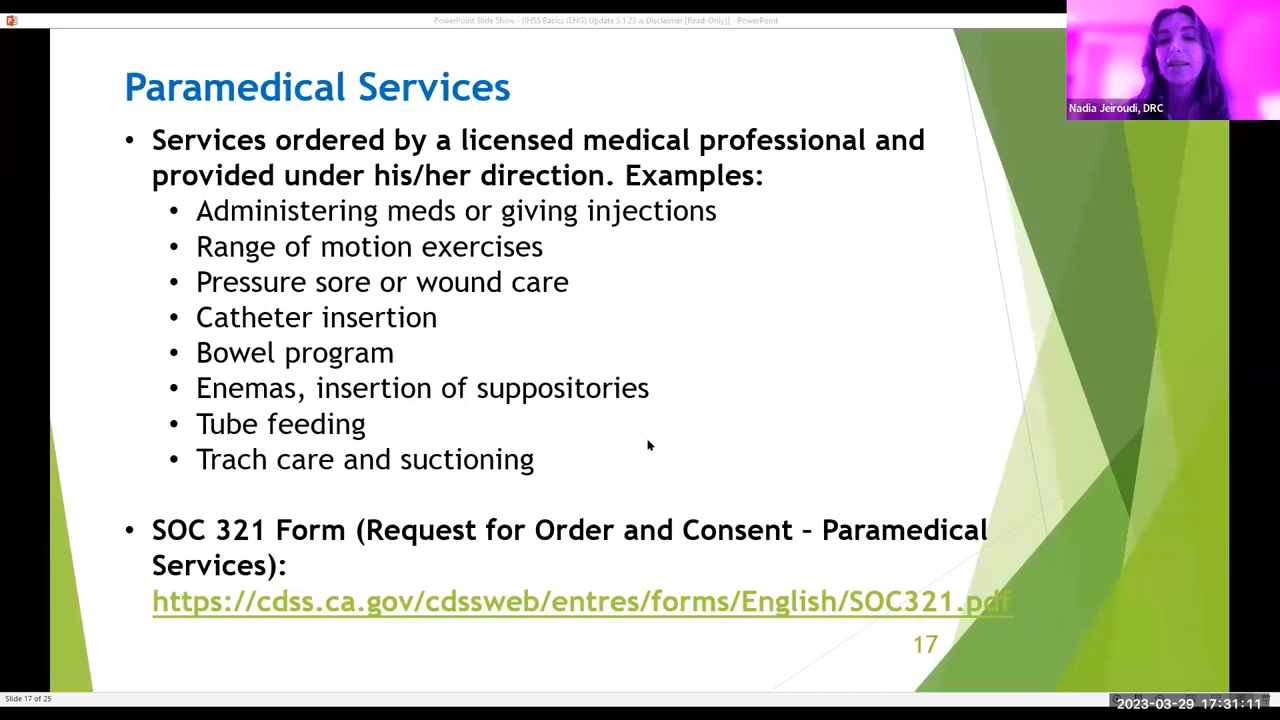 PowerPoint Slide Show - [IHSS Basics (ENG) Update 3.1.23 w Disclaimer [Read-Only]] - PowerPoint
Nadia Jeiroudi, DRC
Paramedical Services
• Services ordered by a licensed medical professional and
provided under his/her direction. Examples:
• Administering meds or giving injections
• Range of motion exercises
• Pressure sore or wound care
• Catheter insertion
• Bowel program
• Enemas, insertion of suppositories
• Tube feeding
• Trach care and suctioning
• SOC 321 Form (Request for Order and Consent – Paramedical
Services):
https://cdss.ca.gov/cdssweb/entres/forms/English/SOC321.pdf
17
Slide 17 of 25
2023-03-29 17:31:11